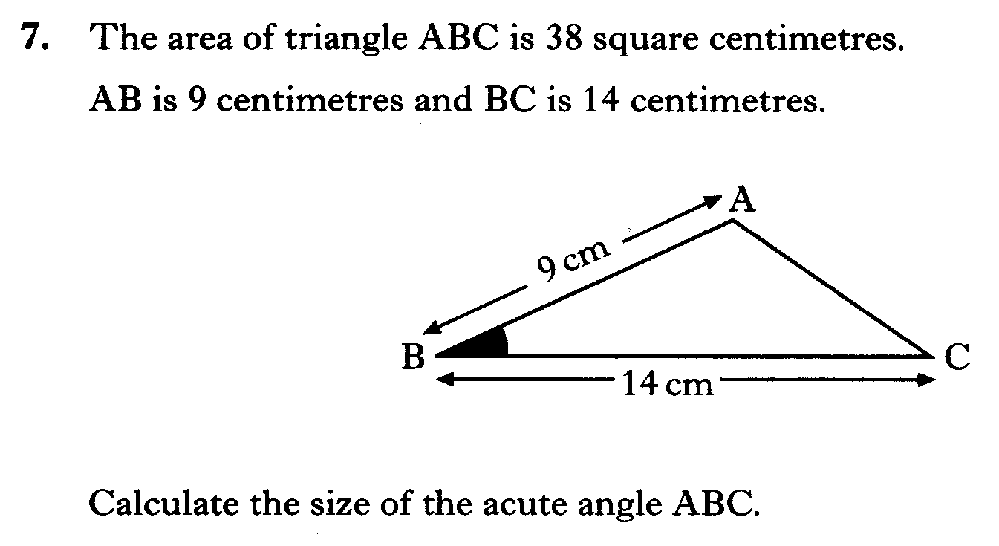 7. The area of triangle ABC is 38 square centimetres.
AB is 9 centimetres and BC is 14 centimetres.
A
9 cm
B
C
14 cm
Calculate the size of the acute angle ABC.